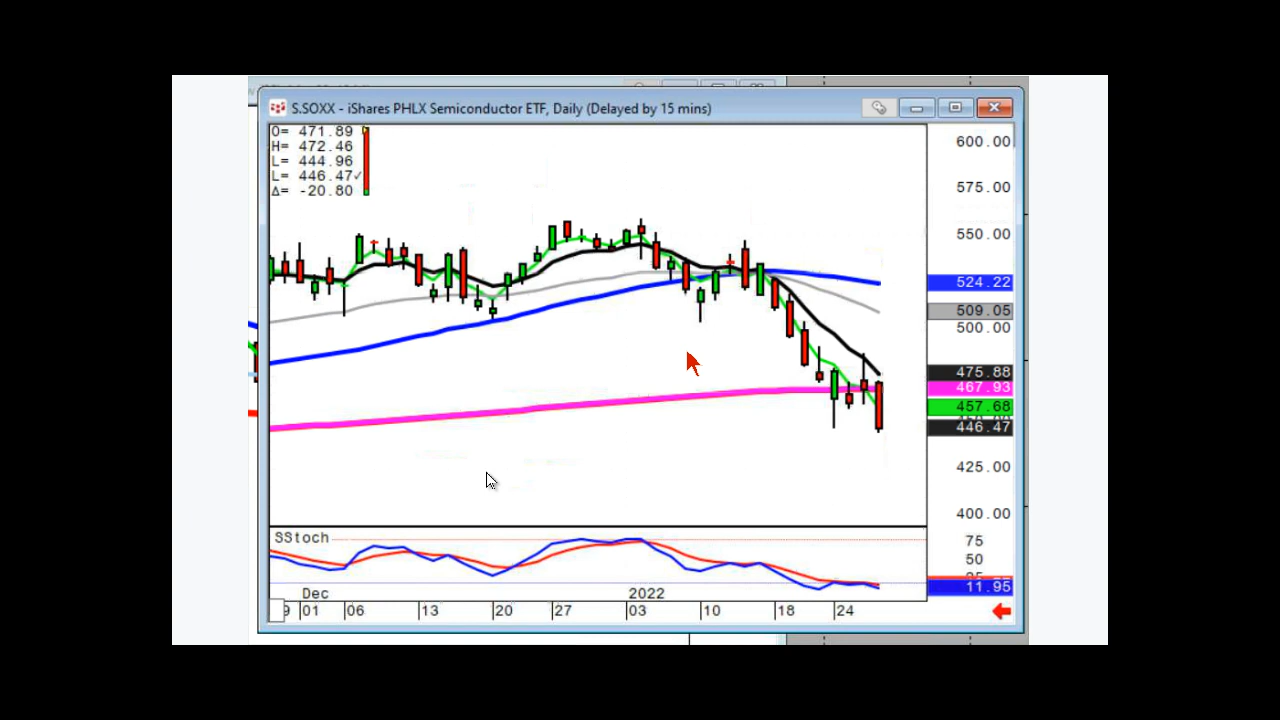 S.SOXX - iShares PHLX Semiconductor ETF, Daily (Delayed by 15 mins)
O= 471.89
H= 472.46
L= 444.96
L= 446.47✓
Δ= -20.80
600.00
575.00
550.00
524.22
509.05
500.00
475.88
467.93
457.68
446.47
425.00
400.00
SStoch
75
50
11.95
Dec
2022
9 01 06 13 20 27 03 10 18 24